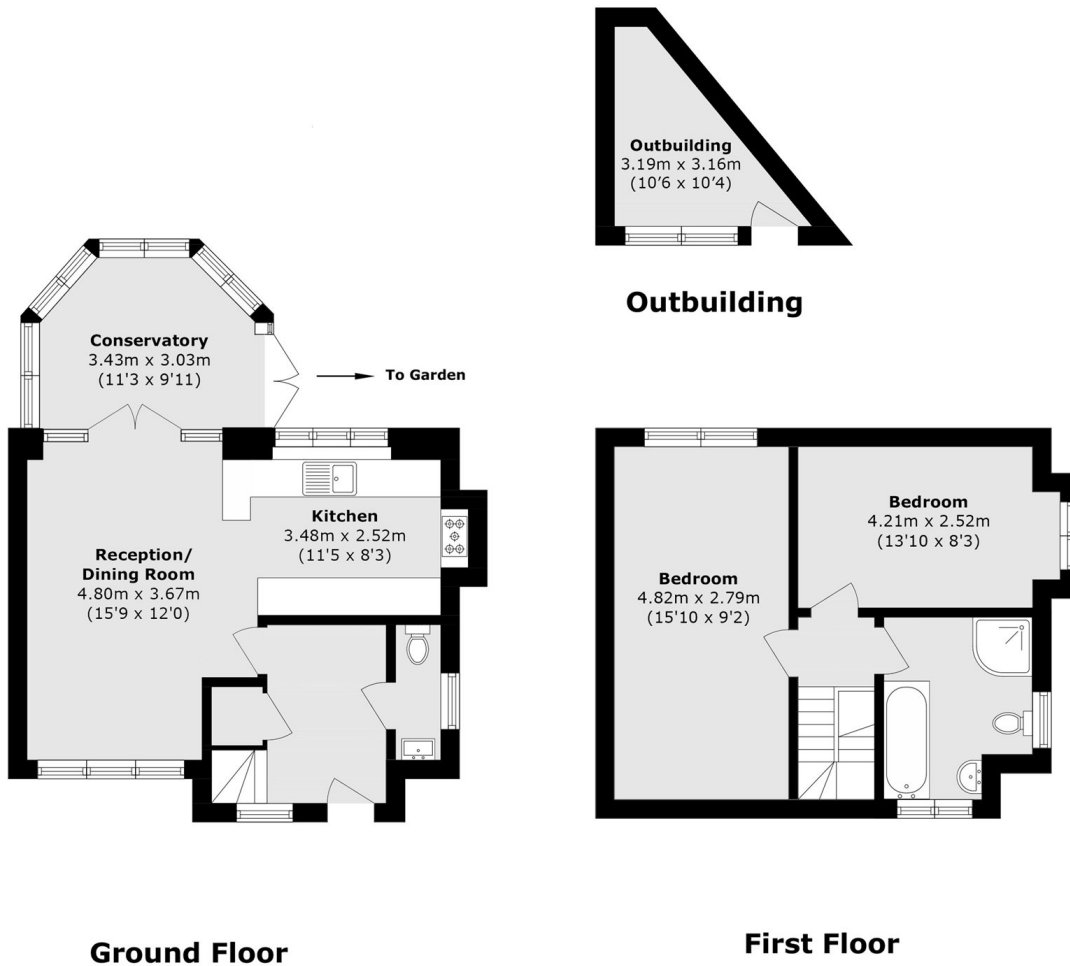 Outbuilding
3.19m x 3.16m
(10'6 x 10'4)
Outbuilding
Conservatory
3.43m x 3.03m
(11'3 x 9'11)
To Garden
Kitchen
3.48m x 2.52m
(11'5 x 8'3)
Reception/
Dining Room
4.80m x 3.67m
(15'9 x 12'0)
Bedroom
4.21m x 2.52m
(13'10 x 8'3)
Bedroom
4.82m x 2.79m
(15'10 x 9'2)
Ground Floor
First Floor